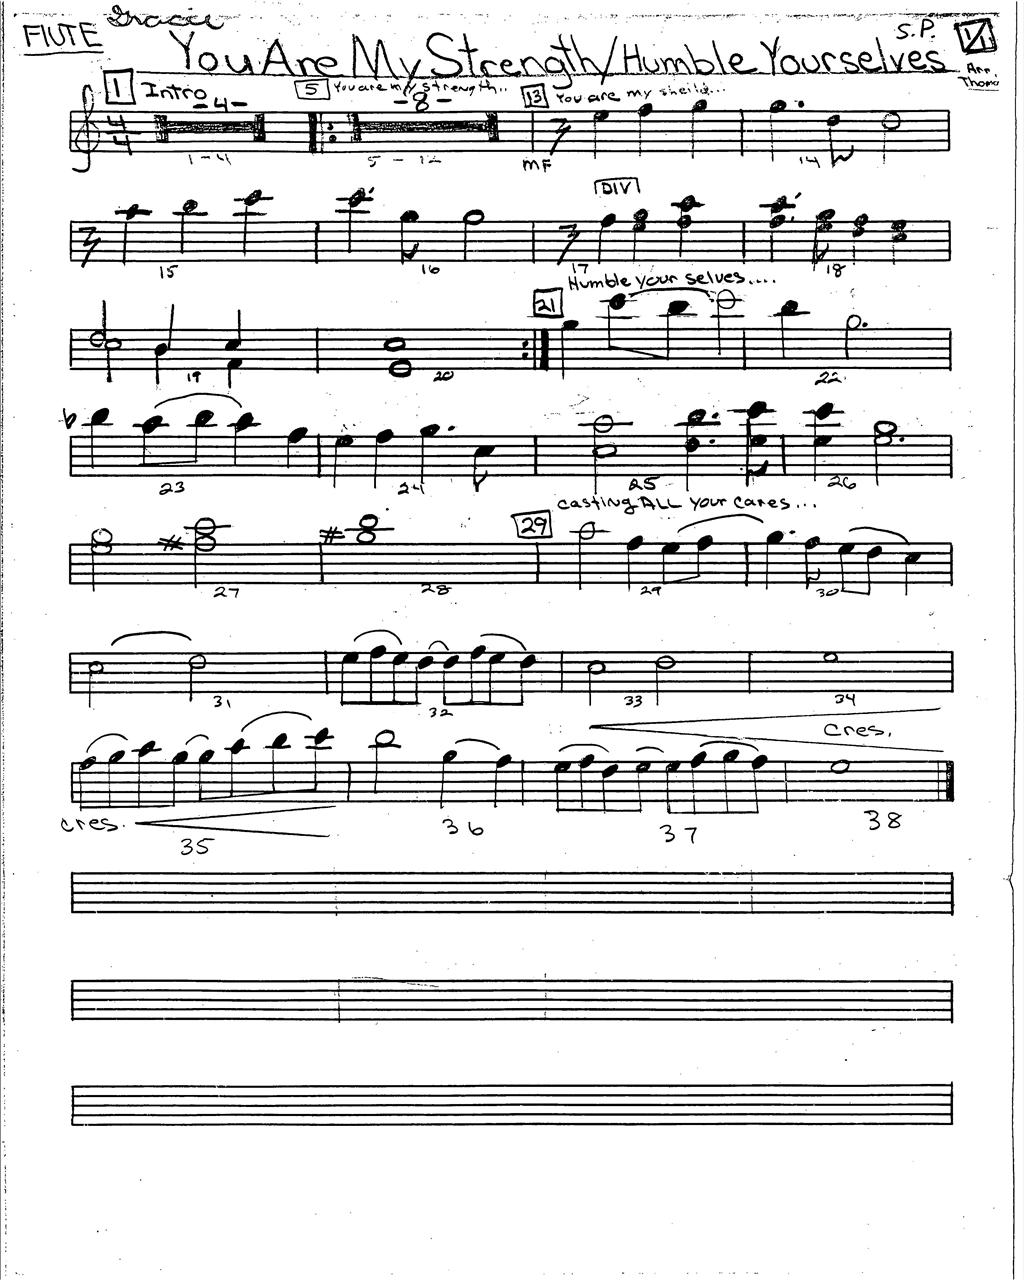 FlUTE Gracie S.P. 1/1
You Are My Strength/Humble Yourselves
Arr. Thoma
1 Intro 5 You are my strength.. 13 You are my sheild...
-4- -8-
4
4
1-4 5 - 12 mF 14
DIV
15 16 17 18
Humble your selves....
21
19 20 22
23 24 25 26
casting ALL your cares...
29
27 28 29 30
31 32 33 34
cres.
cres.
35 36 37 38